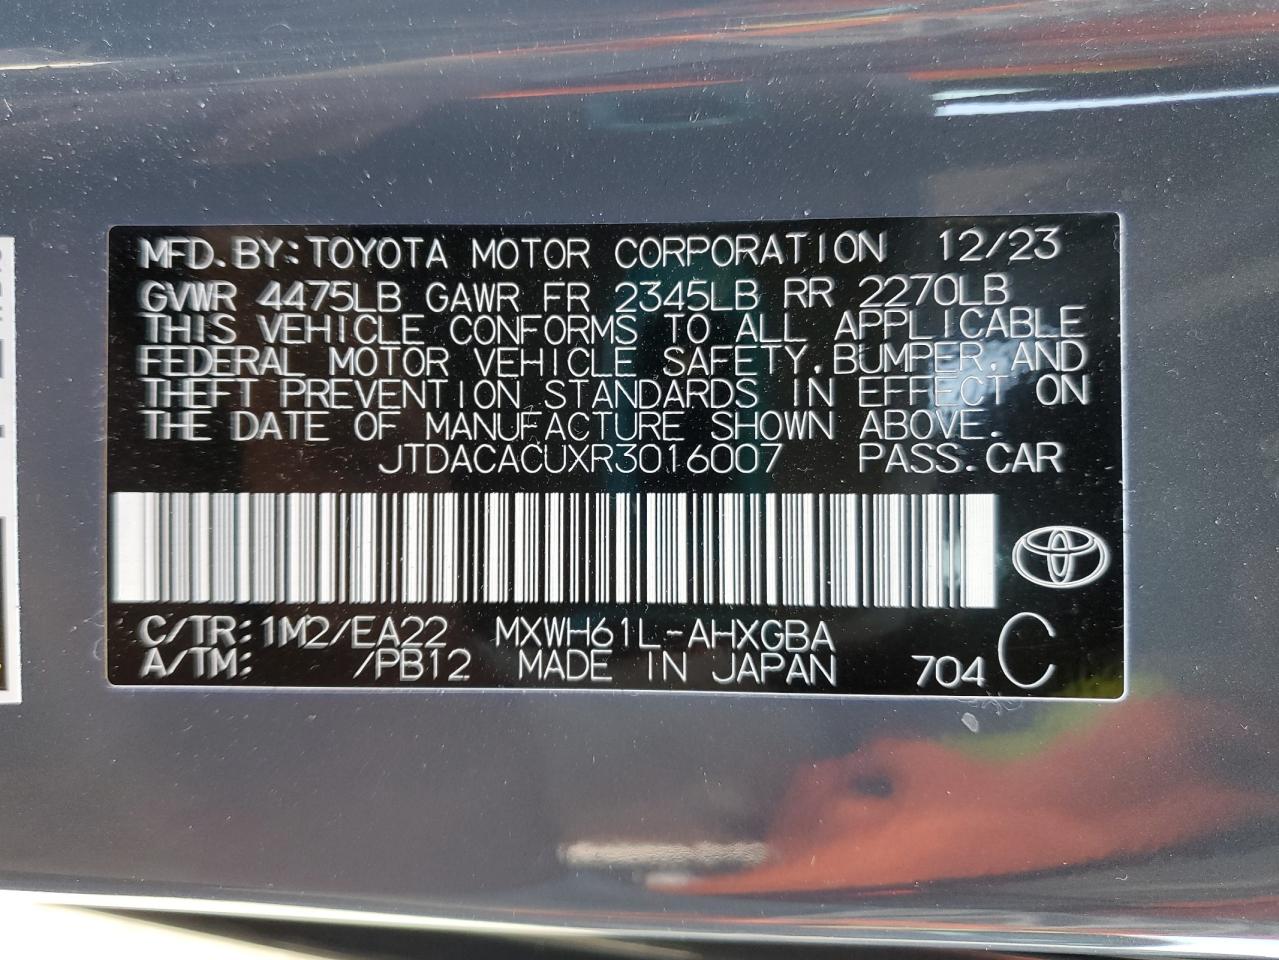 MFD. BY: TOYOTA MOTOR CORPORATION 12/23
GVWR 4475LB GAWR FR 2345LB RR 2270LB
THIS VEHICLE CONFORMS TO ALL APPLICABLE
FEDERAL MOTOR VEHICLE SAFETY, BUMPER, AND
THEFT PREVENTION STANDARDS IN EFFECT ON
THE DATE OF MANUFACTURE SHOWN ABOVE.
JTDACACUXR3016007 PASS. CAR
C/TR: 1M2/EA22 MXWH61L-AHXGBA
A/TM: /PB12 MADE IN JAPAN 704 C